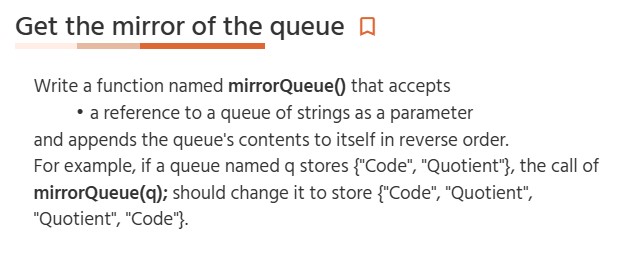 Get the mirror of the queue
Write a function named mirrorQueue() that accepts
• a reference to a queue of strings as a parameter
and appends the queue's contents to itself in reverse order.
For example, if a queue named q stores {"Code", "Quotient"}, the call of
mirrorQueue(q); should change it to store {"Code", "Quotient",
"Quotient", "Code"}.